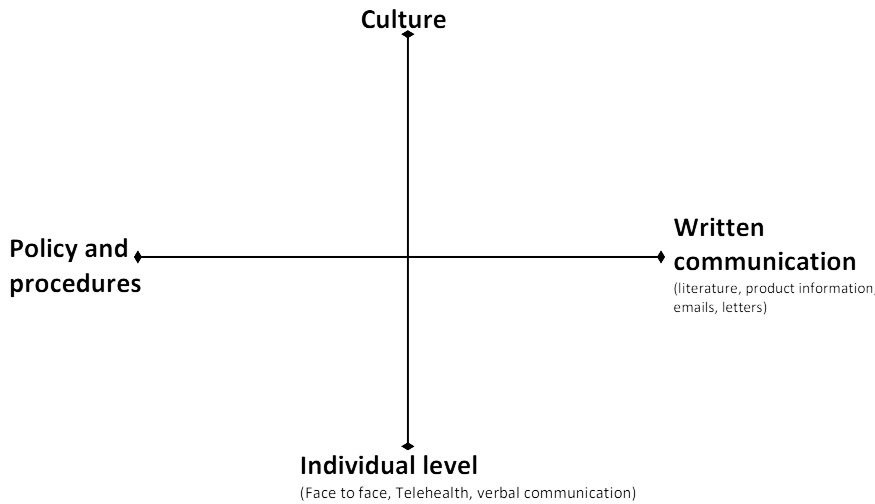 Culture
Policy and
procedures
Written
communication
(literature, product information,
emails, letters)
Individual level
(Face to face, Telehealth, verbal communication)